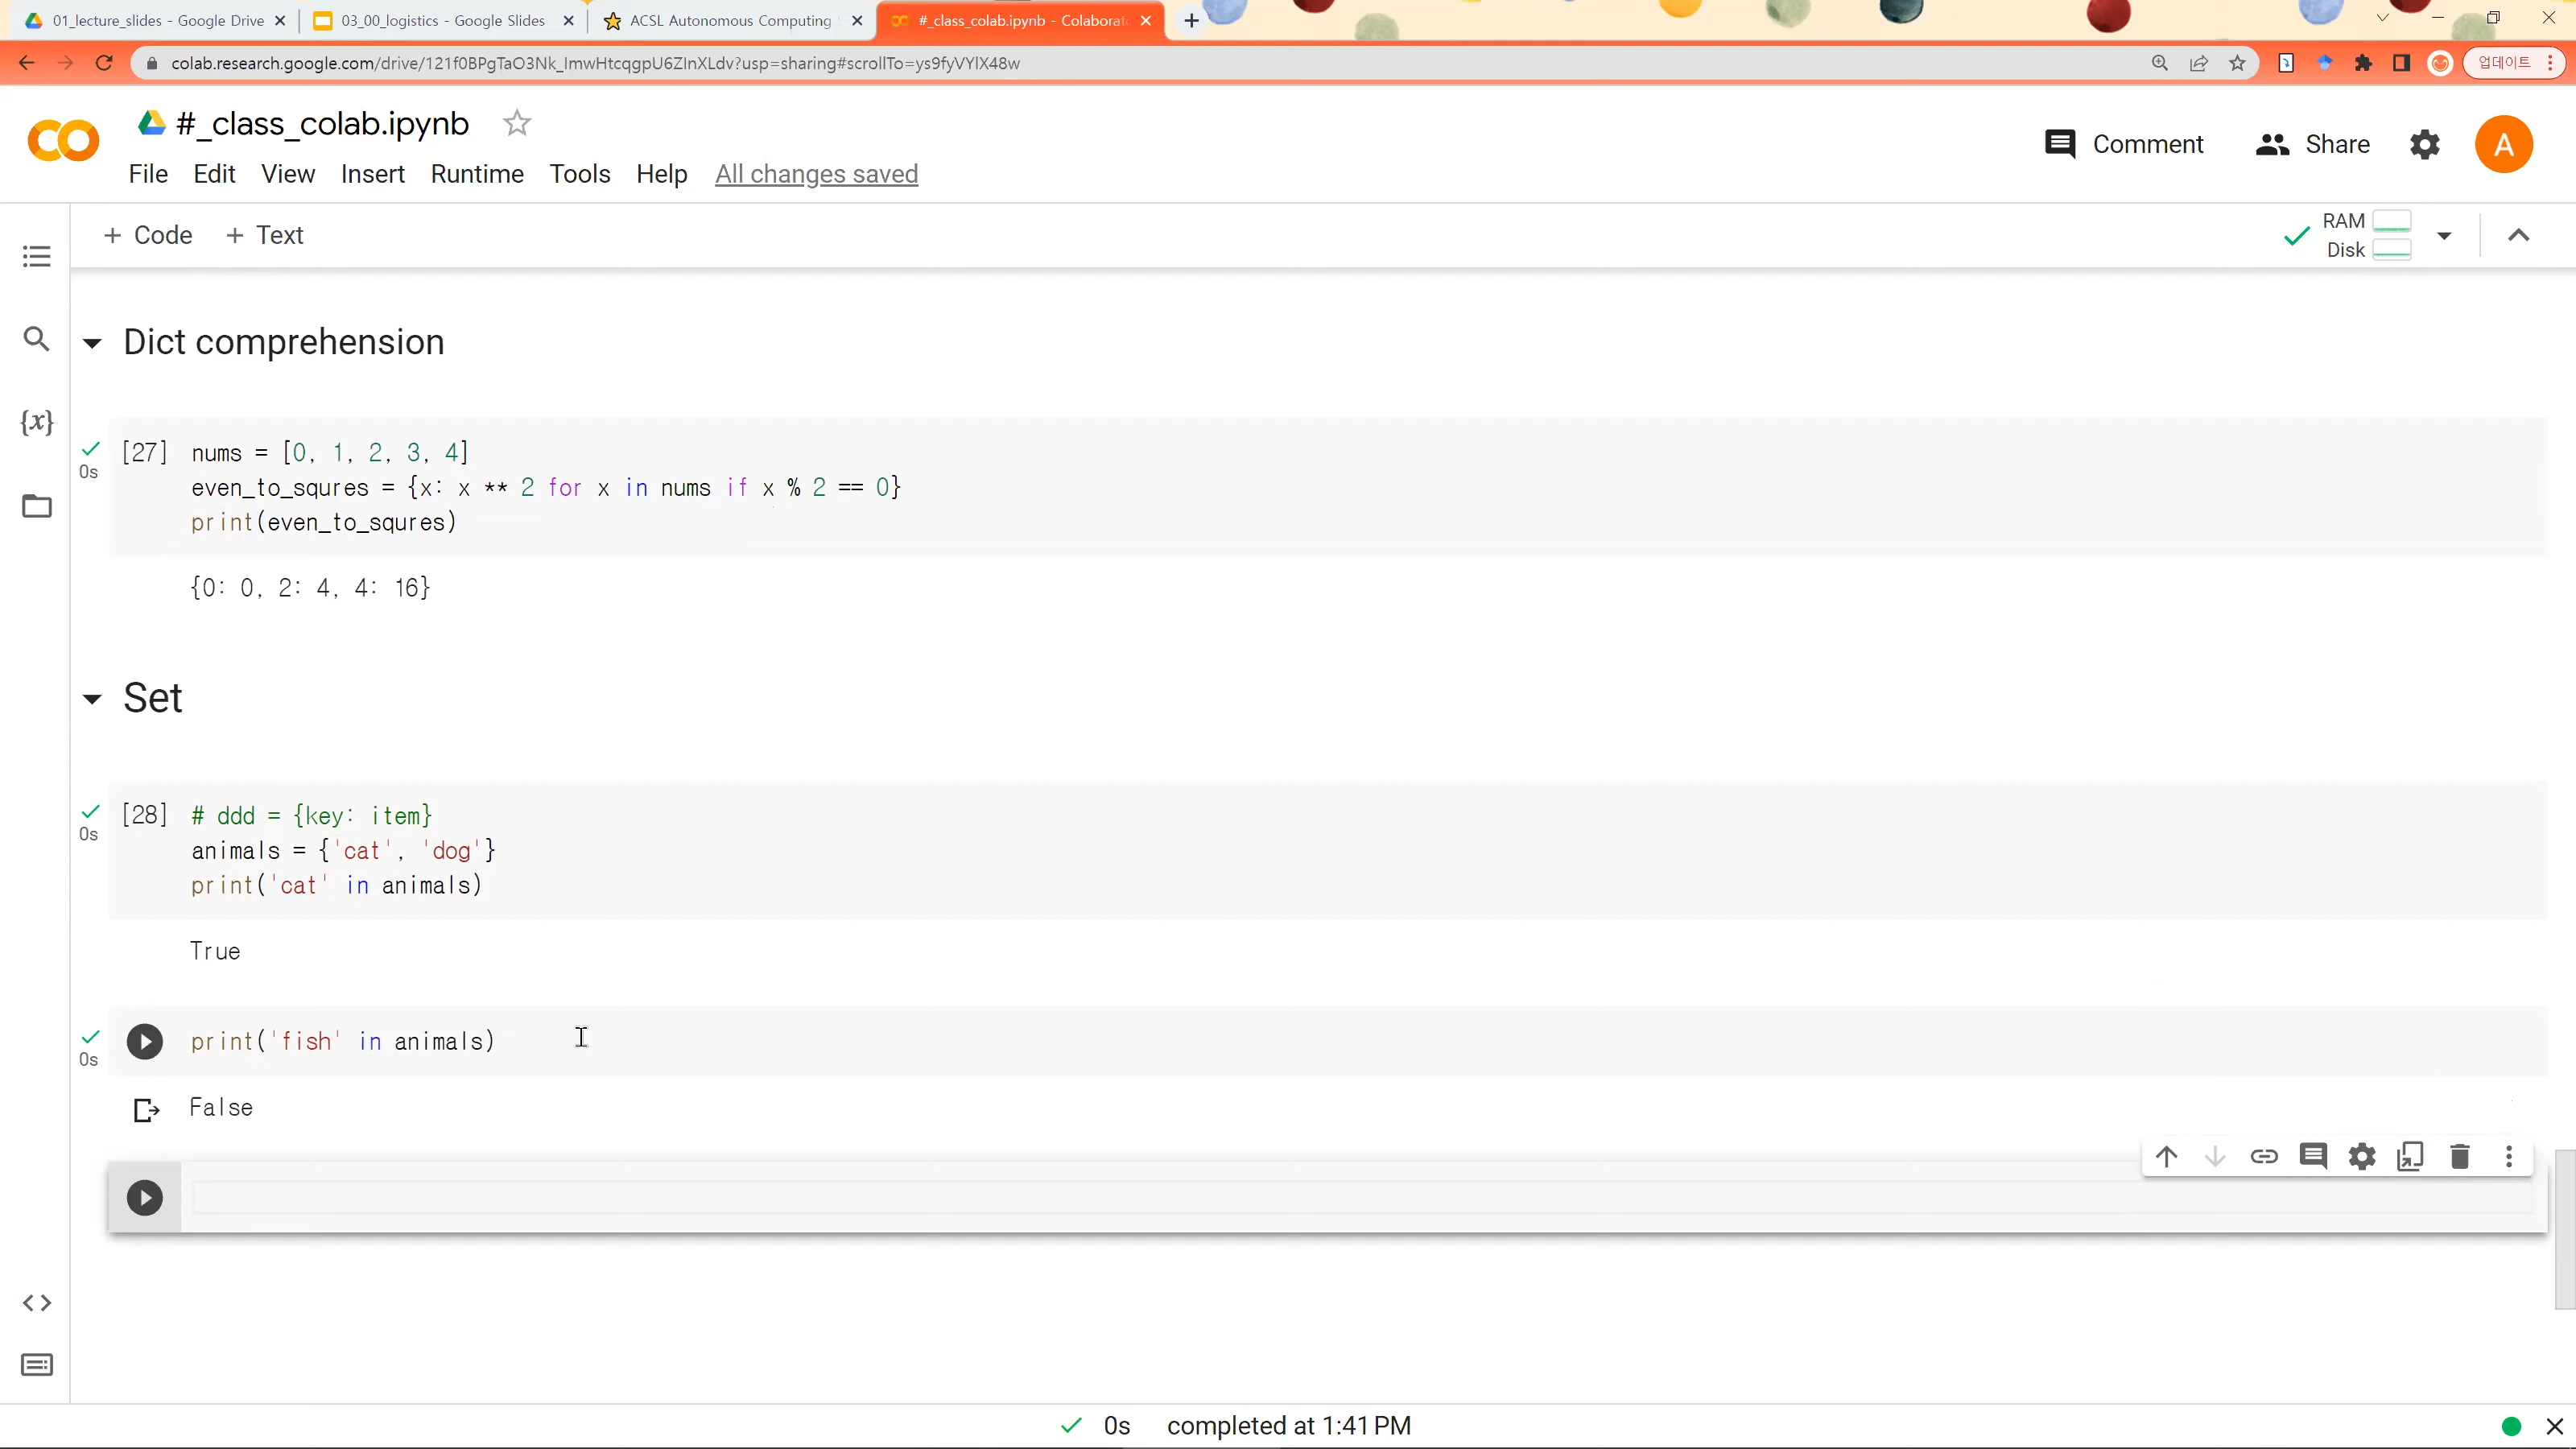 01_lecture_slides - Google Drive
03_00_logistics - Google Slides
ACSL Autonomous Computing
#_class_colab.ipynb - Colaborat
colab.research.google.com/drive/121f0BPgTaO3Nk_ImwHtcqgpU6ZInXLdv?usp=sharing#scrollTo=ys9fyVYlX48w
업데이트
#_class_colab.ipynb
Comment
Share
A
File Edit View Insert Runtime Tools Help All changes saved
+ Code + Text
RAM
Disk
{x}
Dict comprehension
[27] nums = [0, 1, 2, 3, 4]
0s
even_to_squres = {x: x ** 2 for x in nums if x % 2 == 0}
print(even_to_squres)
{0: 0, 2: 4, 4: 16}
Set
[28] # ddd = {key: item}
0s
animals = {'cat', 'dog'}
print('cat' in animals)
True
print('fish' in animals)
0s
False
0s completed at 1:41 PM